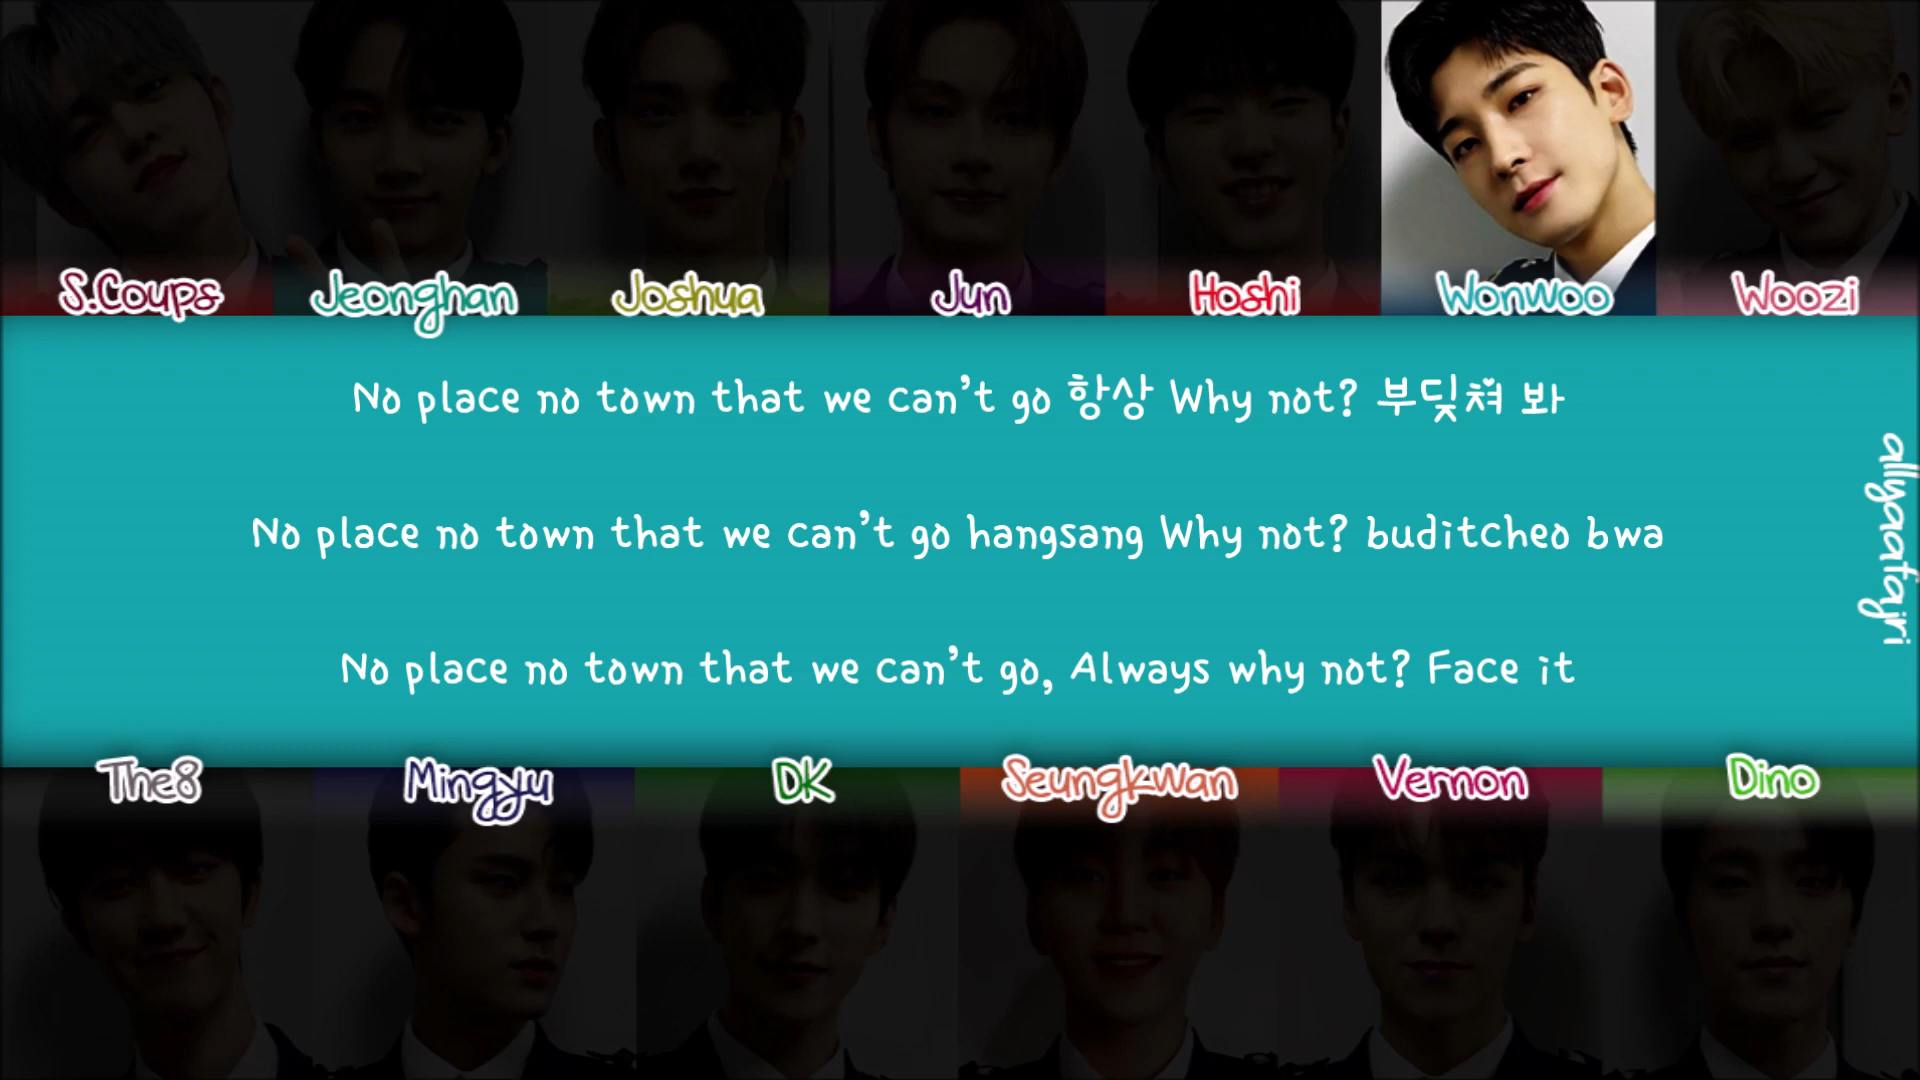 S.Coups Jeonghan Joshua Jun Hoshi Wonwoo Woozi
No place no town that we can't go 항상 Why not? 부딪쳐 봐
No place no town that we can't go hangsang Why not? buditcheo bwa
No place no town that we can't go, Always why not? Face it
allyaatajri
The8 Mingyu DK Seungkwan Vernon Dino